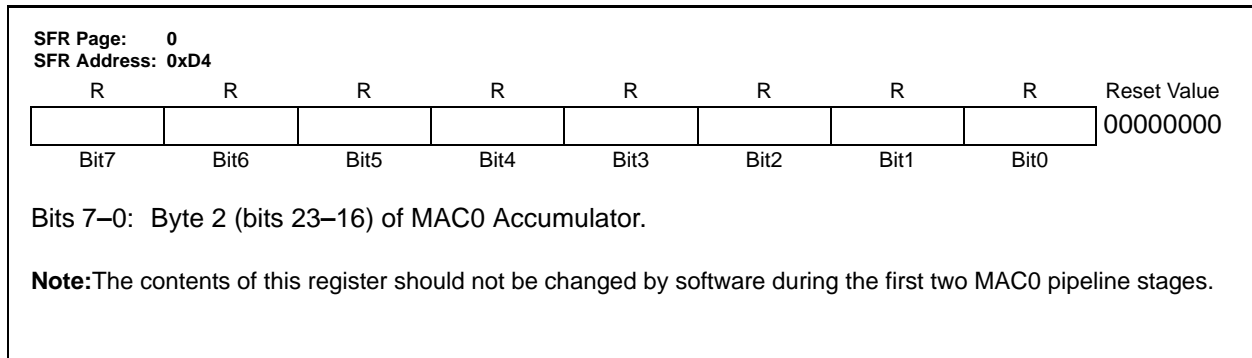 SFR Page: 0
SFR Address: 0xD4
R R R R R R R R Reset Value
00000000
Bit7 Bit6 Bit5 Bit4 Bit3 Bit2 Bit1 Bit0
Bits 7–0: Byte 2 (bits 23–16) of MAC0 Accumulator.
Note:The contents of this register should not be changed by software during the first two MAC0 pipeline stages.